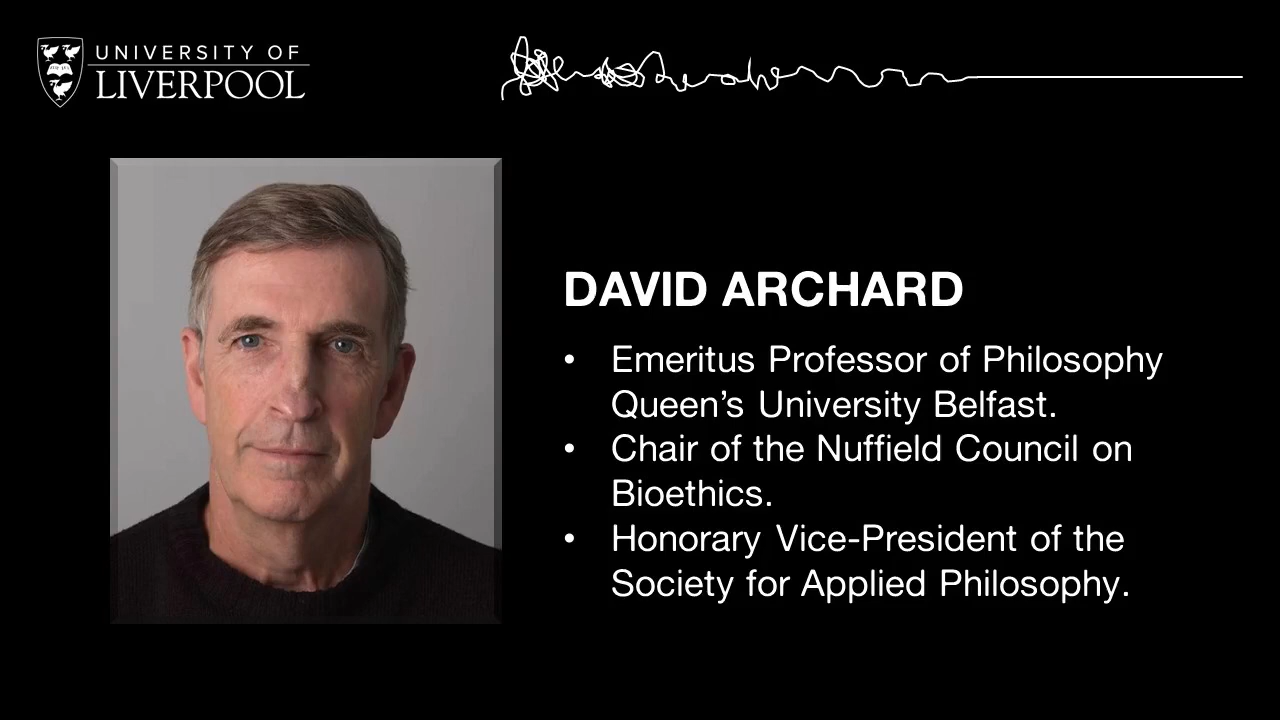 UNIVERSITY OF
LIVERPOOL
DAVID ARCHARD
• Emeritus Professor of Philosophy
Queen’s University Belfast.
• Chair of the Nuffield Council on
Bioethics.
• Honorary Vice-President of the
Society for Applied Philosophy.